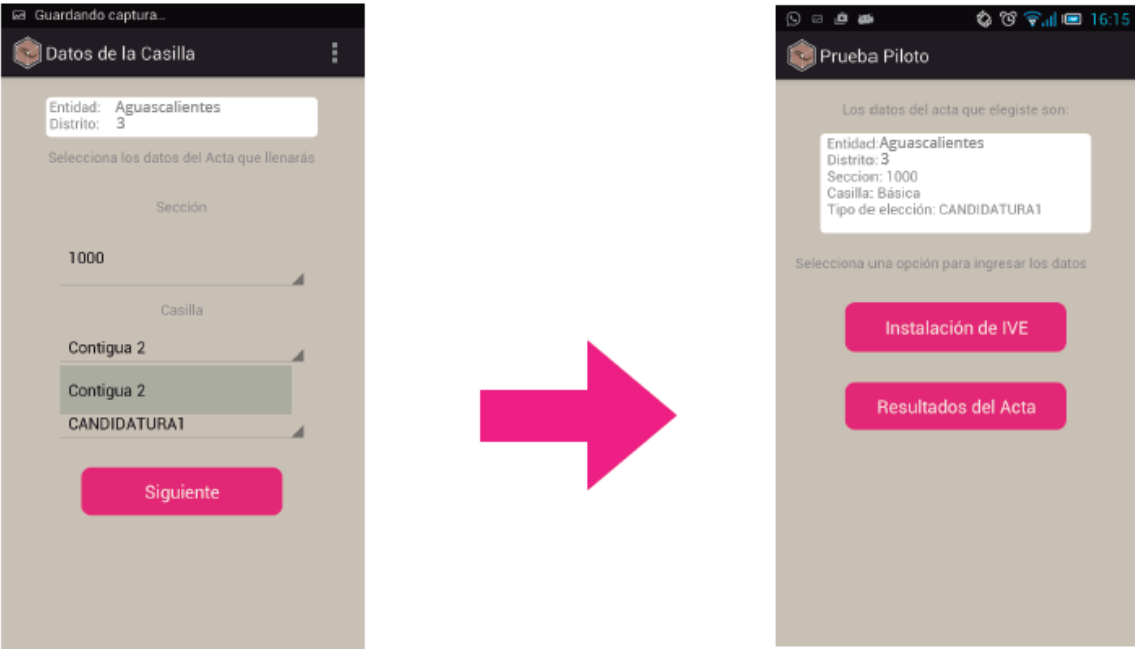 Guardando captura...
Datos de la Casilla
Entidad: Aguascalientes
Distrito: 3
Selecciona los datos del Acta que llenarás
Sección
1000
Casilla
Contigua 2
Contigua 2
CANDIDATURA1
Siguiente
16:15
Prueba Piloto
Los datos del acta que elegiste son:
Entidad:Aguascalientes
Distrito: 3
Seccion: 1000
Casilla: Básica
Tipo de elección: CANDIDATURA1
Selecciona una opción para ingresar los datos
Instalación de IVE
Resultados del Acta